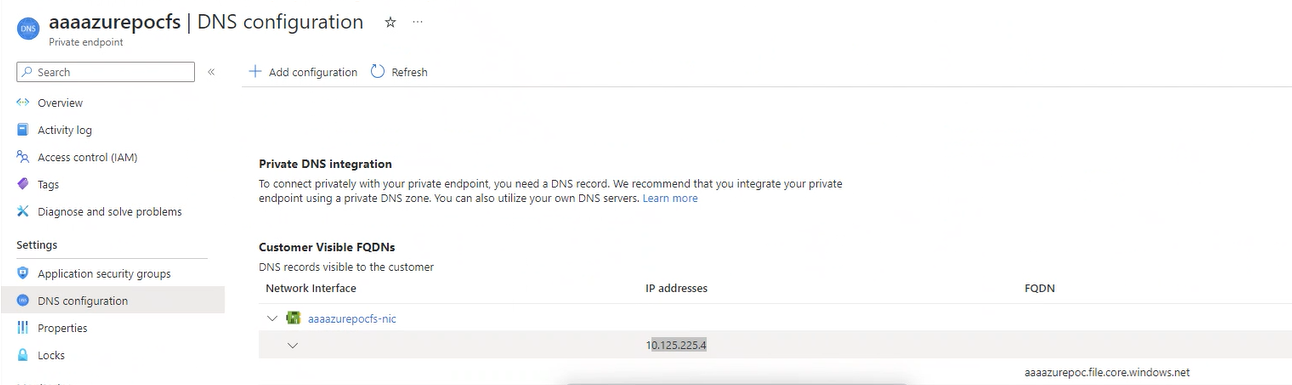 DNS
aaaazurepocfs | DNS configuration
Private endpoint
Search
Add configuration
Refresh
Overview
Activity log
Access control (IAM)
Tags
Diagnose and solve problems
Settings
Application security groups
DNS configuration
Properties
Locks
Private DNS integration
To connect privately with your private endpoint, you need a DNS record. We recommend that you integrate your private
endpoint using a private DNS zone. You can also utilize your own DNS servers. Learn more
Customer Visible FQDNs
DNS records visible to the customer
Network Interface IP addresses FQDN
aaaazurepocfs-nic
10.125.225.4
aaaazurepoc.file.core.windows.net